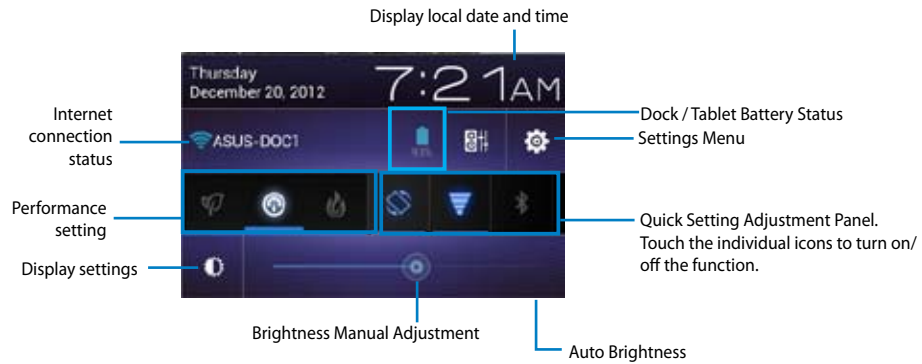 Display local date and time
Thursday
December 20, 2012
7:21AM
Internet
connection
status
ASUS-DOC1
Dock / Tablet Battery Status
Settings Menu
Performance
setting
Quick Setting Adjustment Panel.
Touch the individual icons to turn on/
off the function.
Display settings
Brightness Manual Adjustment
Auto Brightness